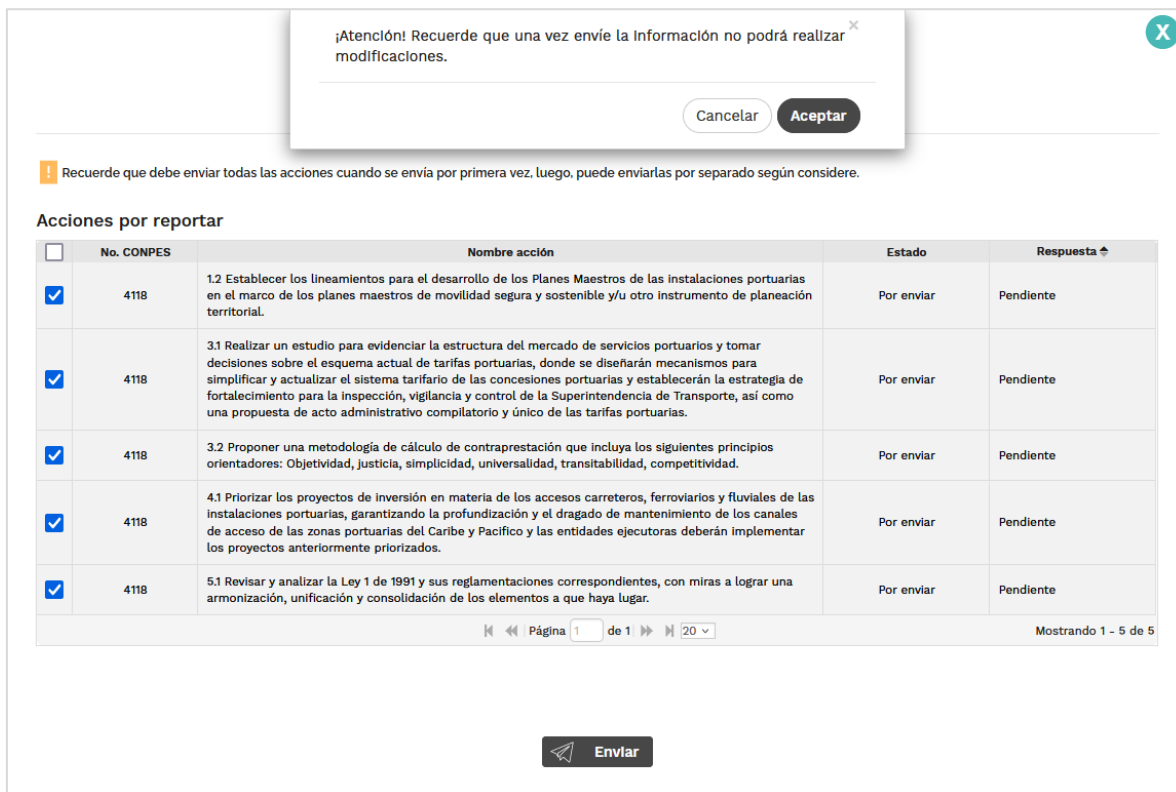 ¡Atención! Recuerde que una vez envíe la información no podrá realizar
modificaciones.
×
X
Cancelar Aceptar
! Recuerde que debe enviar todas las acciones cuando se envía por primera vez, luego, puede enviarlas por separado según considere.
Acciones por reportar
No. CONPES Nombre acción Estado Respuesta
4118
1.2 Establecer los lineamientos para el desarrollo de los Planes Maestros de las instalaciones portuarias
en el marco de los planes maestros de movilidad segura y sostenible y/u otro instrumento de planeación
territorial.
Por enviar
Pendiente
4118
3.1 Realizar un estudio para evidenciar la estructura del mercado de servicios portuarios y tomar
decisiones sobre el esquema actual de tarifas portuarias, donde se diseñarán mecanismos para
simplificar y actualizar el sistema tarifario de las concesiones portuarias y establecerán la estrategia de
fortalecimiento para la inspección, vigilancia y control de la Superintendencia de Transporte, así como
una propuesta de acto administrativo compilatorio y único de las tarifas portuarias.
Por enviar
Pendiente
4118
3.2 Proponer una metodología de cálculo de contraprestación que incluya los siguientes principios
orientadores: Objetividad, justicia, simplicidad, universalidad, transitabilidad, competitividad.
Por enviar
Pendiente
4118
4.1 Priorizar los proyectos de inversión en materia de los accesos carreteros, ferroviarios y fluviales de las
instalaciones portuarias, garantizando la profundización y el dragado de mantenimiento de los canales
de acceso de las zonas portuarias del Caribe y Pacifico y las entidades ejecutoras deberán implementar
los proyectos anteriormente priorizados.
Por enviar
Pendiente
4118
5.1 Revisar y analizar la Ley 1 de 1991 y sus reglamentaciones correspondientes, con miras a lograr una
armonización, unificación y consolidación de los elementos a que haya lugar.
Por enviar
Pendiente
Página 1 de 1 20 Mostrando 1 - 5 de 5
Enviar